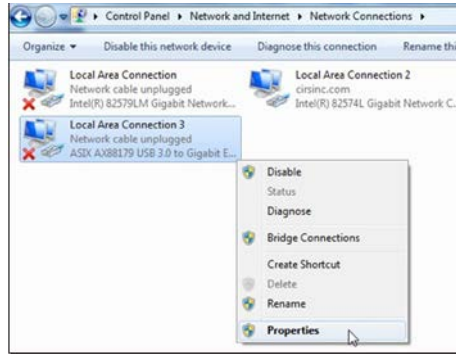 Control Panel ▸ Network and Internet ▸ Network Connections ▸
Organize ▾ Disable this network device Diagnose this connection Rename thi
Local Area Connection
Network cable unplugged
Intel(R) 82579LM Gigabit Network...
Local Area Connection 2
cirsinc.com
Intel(R) 82574L Gigabit Network C...
Local Area Connection 3
Network cable unplugged
ASIX AX88179 USB 3.0 to Gigabit E...
Disable
Status
Diagnose
Bridge Connections
Create Shortcut
Delete
Rename
Properties